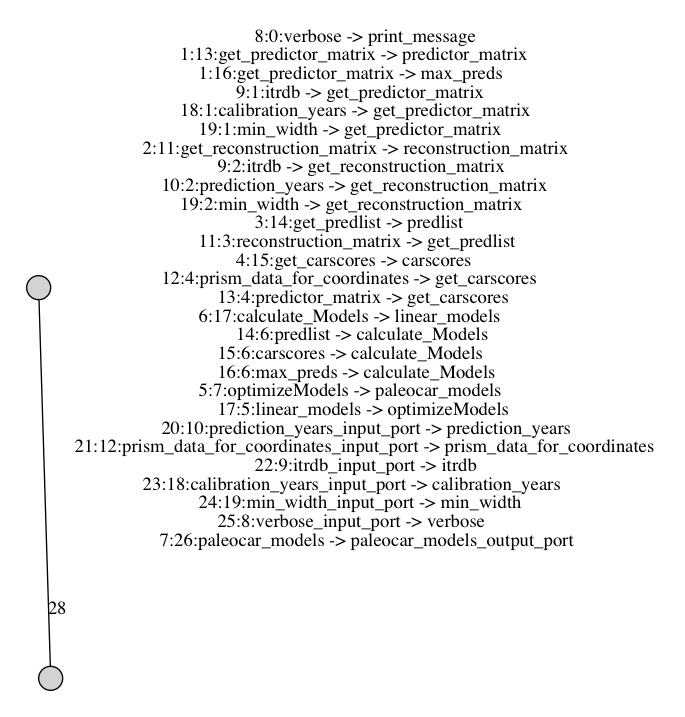 8:0:verbose -> print_message
1:13:get_predictor_matrix -> predictor_matrix
1:16:get_predictor_matrix -> max_preds
9:1:itrdb -> get_predictor_matrix
18:1:calibration_years -> get_predictor_matrix
19:1:min_width -> get_predictor_matrix
2:11:get_reconstruction_matrix -> reconstruction_matrix
9:2:itrdb -> get_reconstruction_matrix
10:2:prediction_years -> get_reconstruction_matrix
19:2:min_width -> get_reconstruction_matrix
3:14:get_predlist -> predlist
11:3:reconstruction_matrix -> get_predlist
4:15:get_carscores -> carscores
12:4:prism_data_for_coordinates -> get_carscores
13:4:predictor_matrix -> get_carscores
6:17:calculate_Models -> linear_models
14:6:predlist -> calculate_Models
15:6:carscores -> calculate_Models
16:6:max_preds -> calculate_Models
5:7:optimizeModels -> paleocar_models
17:5:linear_models -> optimizeModels
20:10:prediction_years_input_port -> prediction_years
21:12:prism_data_for_coordinates_input_port -> prism_data_for_coordinates
22:9:itrdb_input_port -> itrdb
23:18:calibration_years_input_port -> calibration_years
24:19:min_width_input_port -> min_width
25:8:verbose_input_port -> verbose
7:26:paleocar_models -> paleocar_models_output_port
28